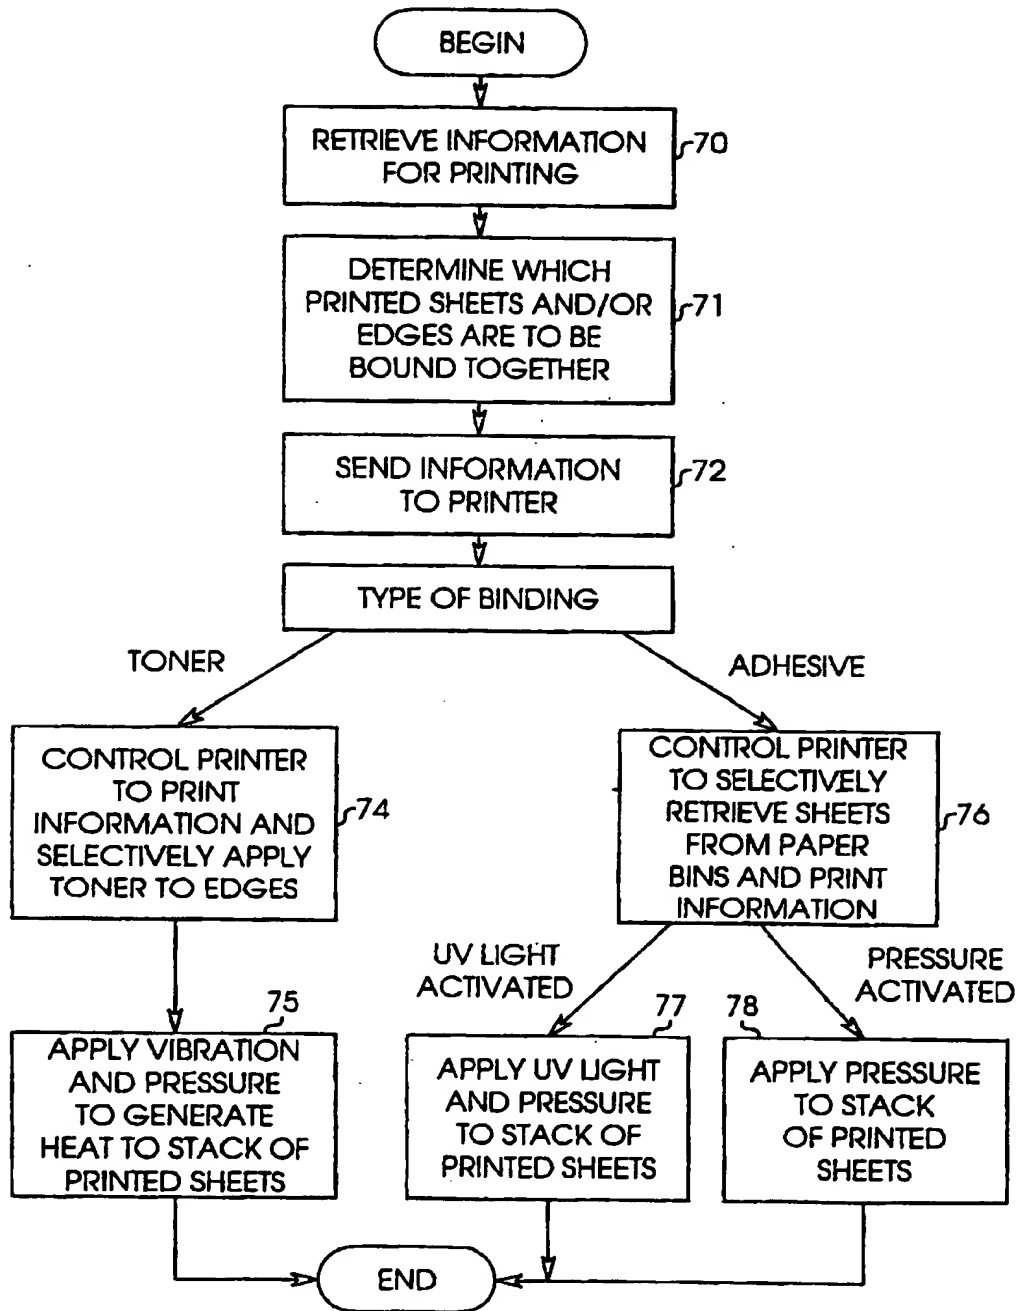 BEGIN
RETRIEVE INFORMATION
FOR PRINTING
70
DETERMINE WHICH
PRINTED SHEETS AND/OR
EDGES ARE TO BE
BOUND TOGETHER
71
SEND INFORMATION
TO PRINTER
72
TYPE OF BINDING
TONER
ADHESIVE
CONTROL PRINTER
TO PRINT
INFORMATION AND
SELECTIVELY APPLY
TONER TO EDGES
74
CONTROL PRINTER
TO SELECTIVELY
RETRIEVE SHEETS
FROM PAPER
BINS AND PRINT
INFORMATION
76
UV LIGHT
ACTIVATED
PRESSURE
ACTIVATED
75
APPLY VIBRATION
AND PRESSURE
TO GENERATE
HEAT TO STACK OF
PRINTED SHEETS
77
APPLY UV LIGHT
AND PRESSURE
TO STACK OF
PRINTED SHEETS
78
APPLY PRESSURE
TO STACK
OF PRINTED
SHEETS
END